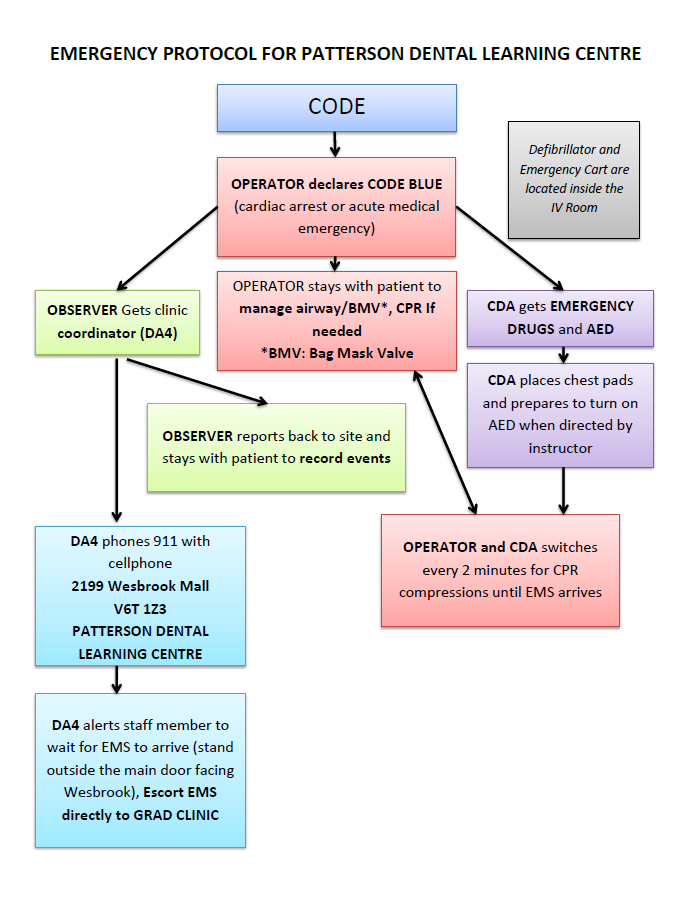 EMERGENCY PROTOCOL FOR PATTERSON DENTAL LEARNING CENTRE
CODE
Defibrillator and
Emergency Cart are
located inside the
IV Room
OPERATOR declares CODE BLUE
(cardiac arrest or acute medical
emergency)
OBSERVER Gets clinic
coordinator (DA4)
OPERATOR stays with patient to
manage airway/BMV*, CPR If
needed
*BMV: Bag Mask Valve
CDA gets EMERGENCY
DRUGS and AED
CDA places chest pads
and prepares to turn on
AED when directed by
instructor
OBSERVER reports back to site and
stays with patient to record events
DA4 phones 911 with
cellphone
2199 Wesbrook Mall
V6T 1Z3
PATTERSON DENTAL
LEARNING CENTRE
OPERATOR and CDA switches
every 2 minutes for CPR
compressions until EMS arrives
DA4 alerts staff member to
wait for EMS to arrive (stand
outside the main door facing
Wesbrook), Escort EMS
directly to GRAD CLINIC